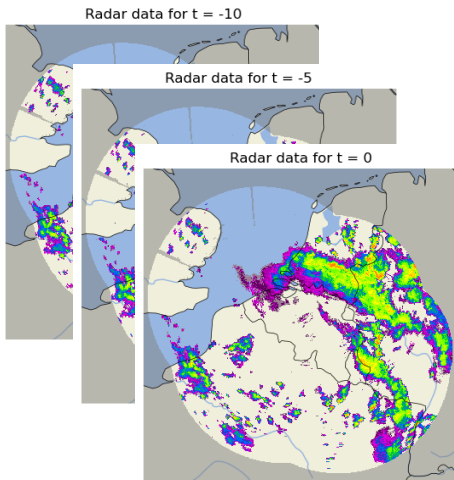 Radar data for t = -10
Radar data for t = -5
Radar data for t = 0